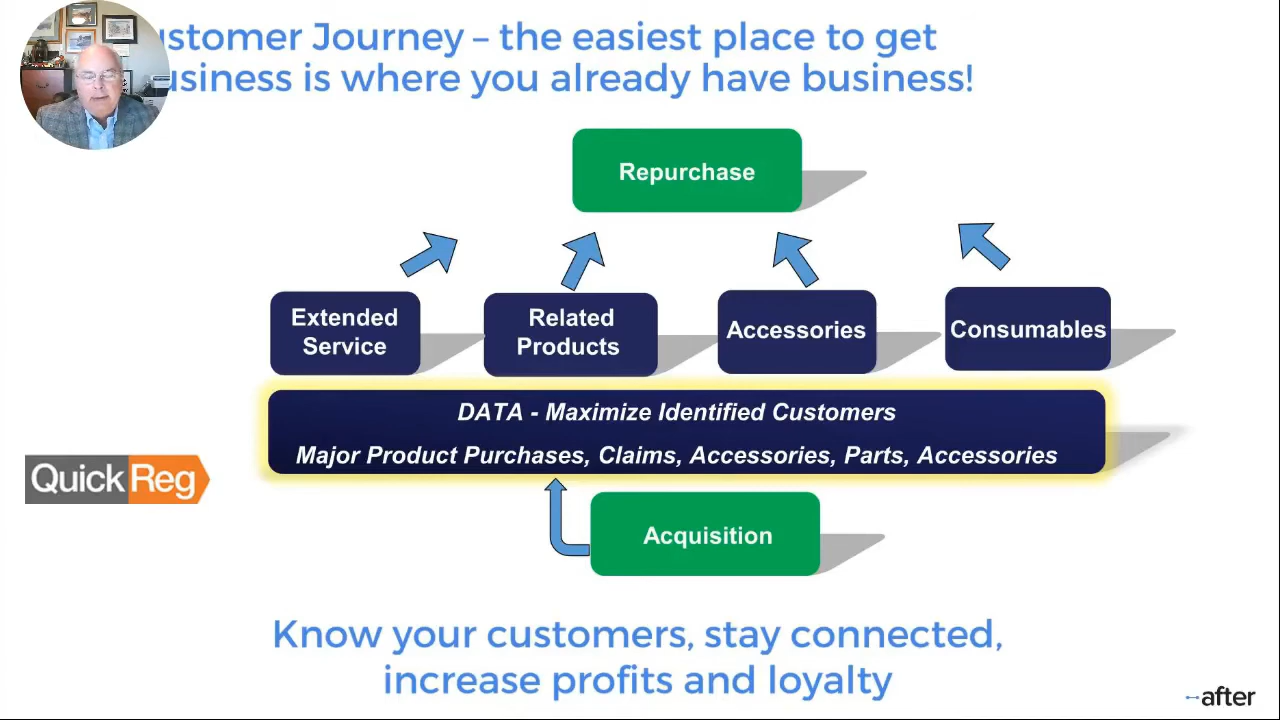 ustomer Journey – the easiest place to get
usiness is where you already have business!
Repurchase
Extended
Service
Related
Products
Accessories
Consumables
DATA - Maximize Identified Customers
Major Product Purchases, Claims, Accessories, Parts, Accessories
QuickReg
Acquisition
Know your customers, stay connected,
increase profits and loyalty
after